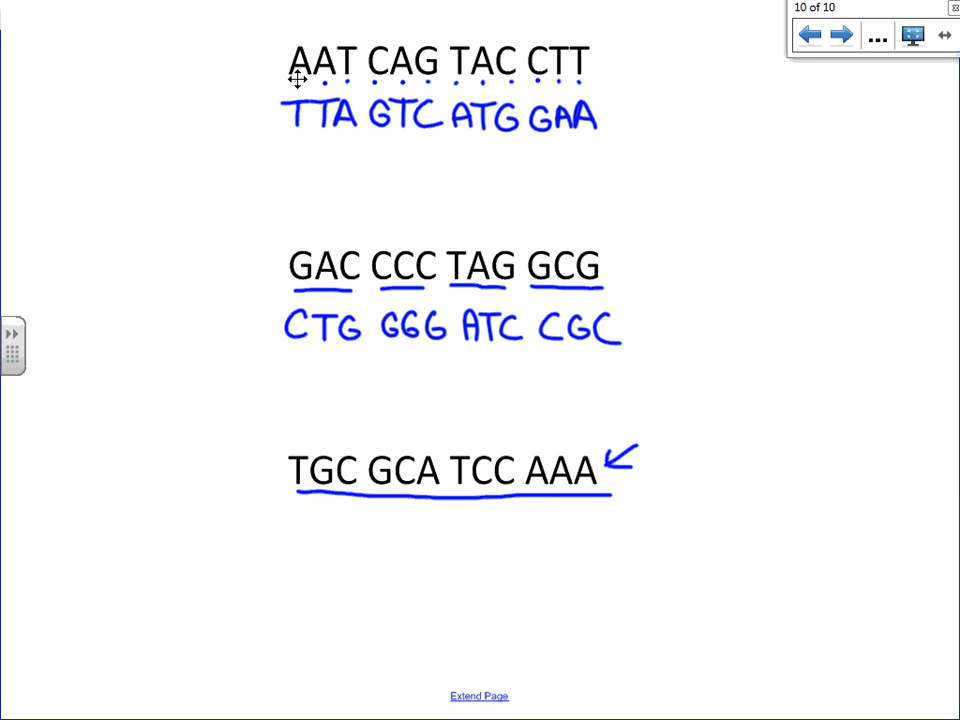 10 of 10
AAT CAG TAC CTT
TTA GTC ATG GAA
GAC CCC TAG GCG
CTG GGG ATC CGC
TGC GCA TCC AAA
Extend Page